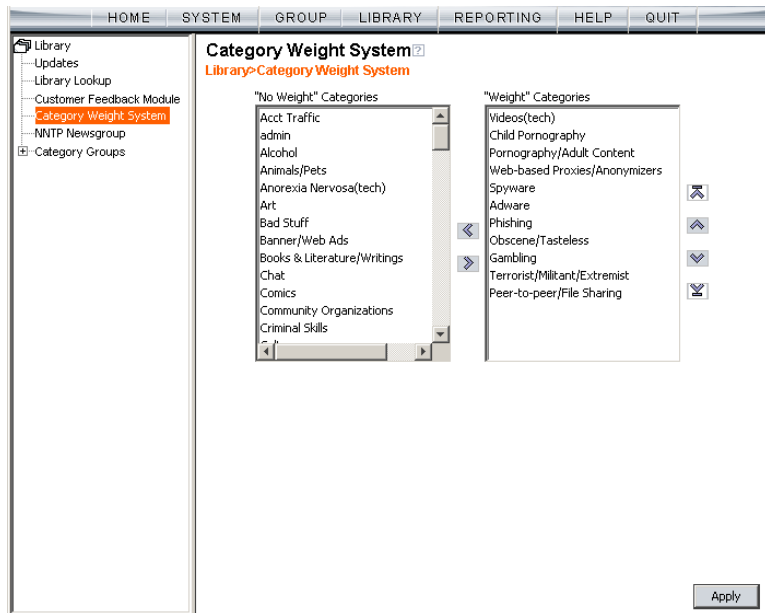 HOME SYSTEM GROUP LIBRARY REPORTING HELP QUIT
Library
Updates
Library Lookup
Customer Feedback Module
Category Weight System
NNTP Newsgroup
Category Groups
Category Weight System ?
Library>Category Weight System
"No Weight" Categories
Acct Traffic
admin
Alcohol
Animals/Pets
Anorexia Nervosa(tech)
Art
Bad Stuff
Banner/Web Ads
Books & Literature/Writings
Chat
Comics
Community Organizations
Criminal Skills
"Weight" Categories
Videos(tech)
Child Pornography
Pornography/Adult Content
Web-based Proxies/Anonymizers
Spyware
Adware
Phishing
Obscene/Tasteless
Gambling
Terrorist/Militant/Extremist
Peer-to-peer/File Sharing
Apply